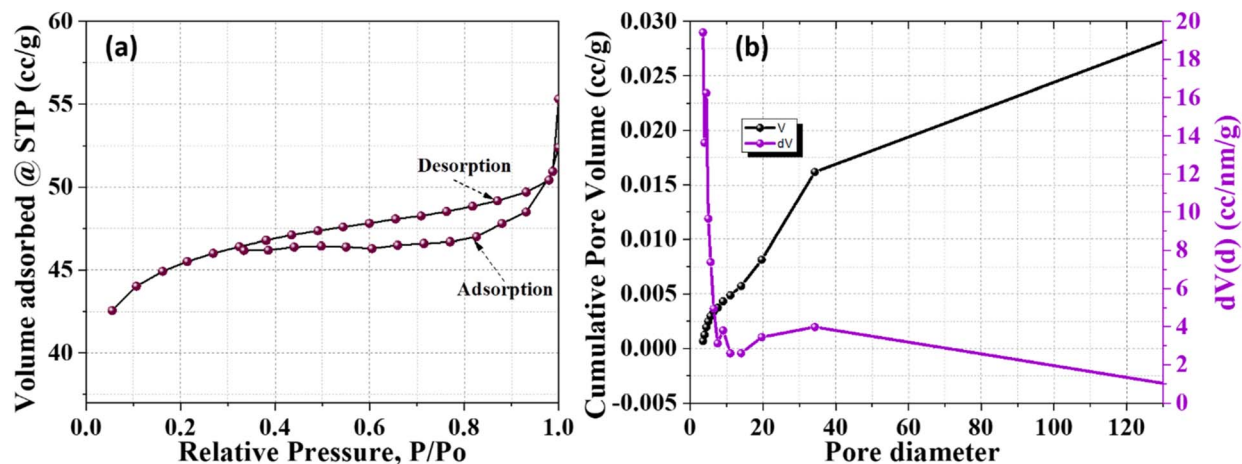 (a)
Volume adsorbed @ STP (cc/g)
60
55
50
45
40
Desorption
Adsorption
0.0 0.2 0.4 0.6 0.8 1.0
Relative Pressure, P/Po
(b)
Cumulative Pore Volume (cc/g)
0.030
0.025
0.020
0.015
0.010
0.005
0.000
-0.005
V
dV
0 20 40 60 80 100 120
Pore diameter
20
19
18
16
14
12
10
8
6
4
2
0
dV(d) (cc/nm/g)